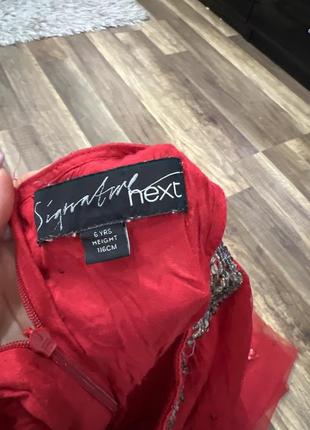 Signature
next
6 YRS
HEIGHT
116CM